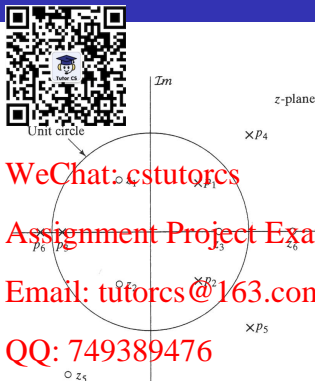 Tutor CS
Im
z-plane
Unit circle
×p4
WeChat: cstutorcs
z1
×p1
Assignment Project Exa
p6
z3
z6
z2
×p2
Email: tutorcs@163.com
×p5
QQ: 749389476
z5